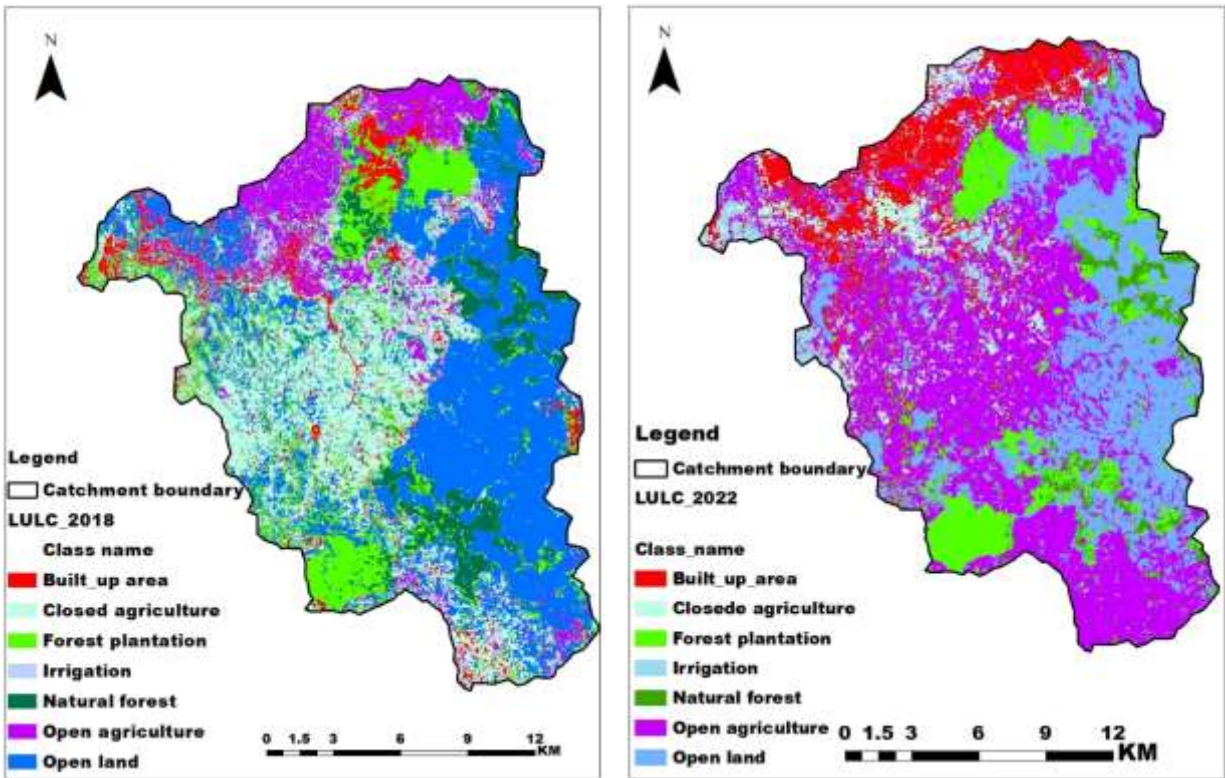 N
Legend
Catchment boundary
LULC_2018
Class name
Built_up area
Closed agriculture
Forest plantation
Irrigation
Natural forest
Open agriculture
Open land
0 1.5 3 6 9 12
KM
N
Legend
Catchment boundary
LULC_2022
Class_name
Built_up_area
Closede agriculture
Forest plantation
Irrigation
Natural forest
Open agriculture
Open land
0 1.5 3 6 9 12
KM